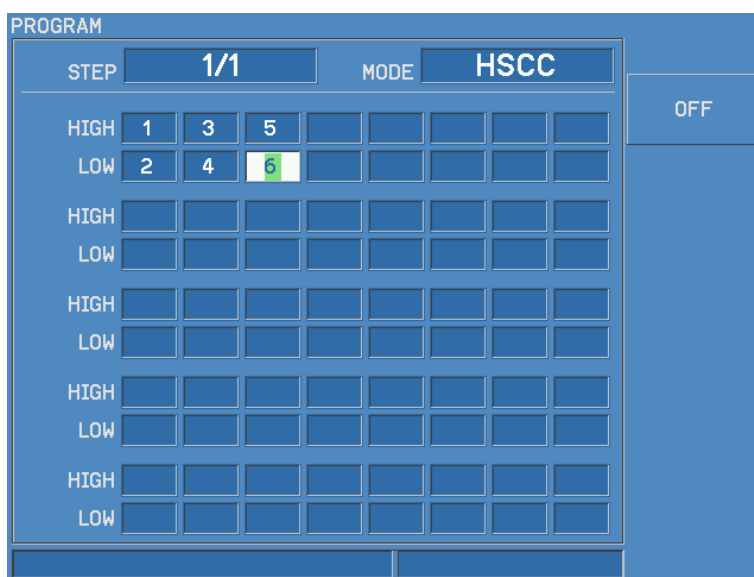 PROGRAM
STEP 1/1 MODE HSCC
OFF
HIGH 1 3 5
LOW 2 4 6
HIGH
LOW
HIGH
LOW
HIGH
LOW
HIGH
LOW